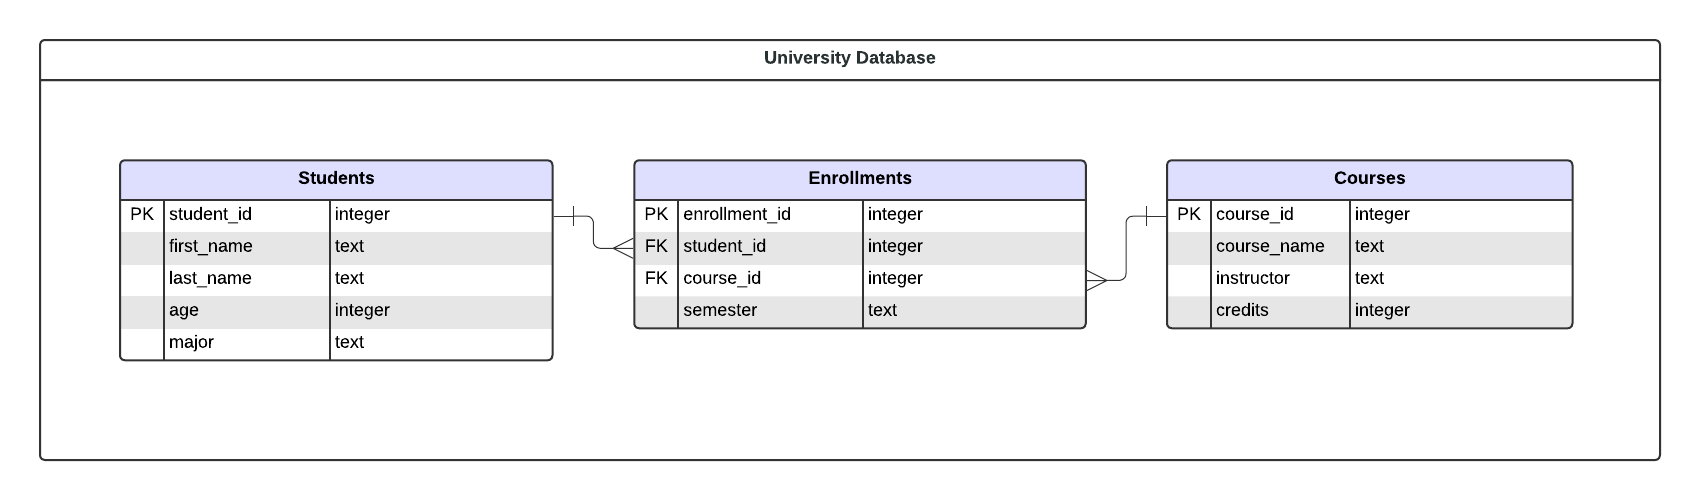 University Database
Students
PK student_id integer
first_name text
last_name text
age integer
major text
Enrollments
PK enrollment_id integer
FK student_id integer
FK course_id integer
semester text
Courses
PK course_id integer
course_name text
instructor text
credits integer